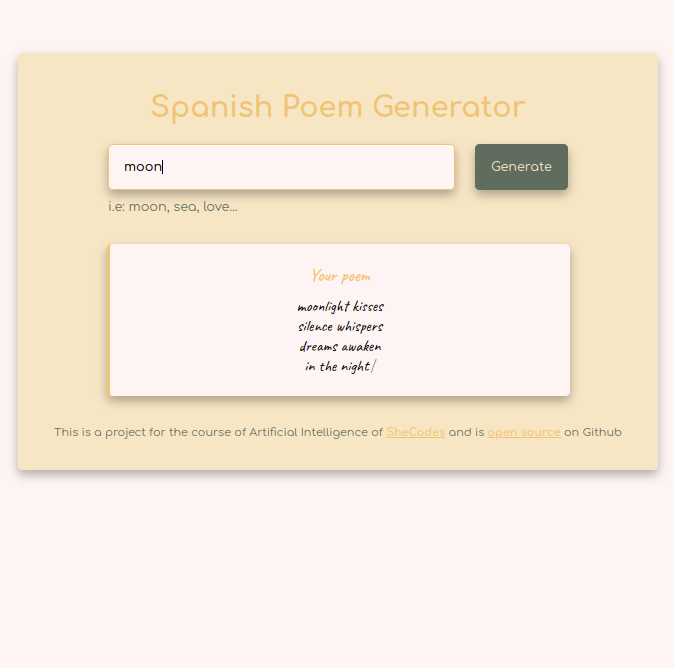 Spanish Poem Generator
moon
Generate
i.e: moon, sea, love...
Your poem
moonlight kisses
silence whispers
dreams awaken
in the night
This is a project for the course of Artificial Intelligence of SheCodes and is open source on Github